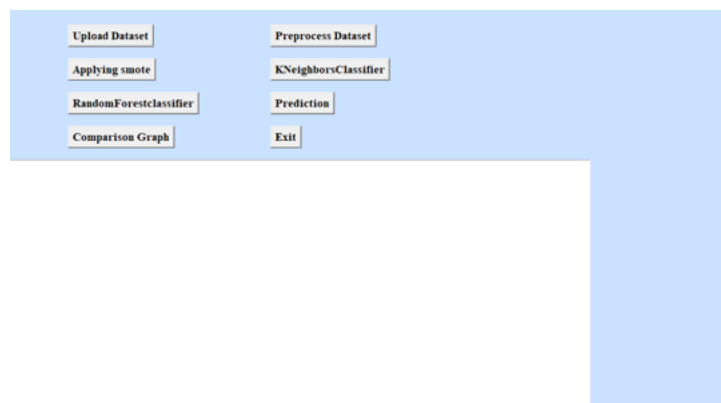 Upload Dataset Preprocess Dataset
Applying smote KNeighborsClassifier
RandomForestclassifier Prediction
Comparison Graph Exit